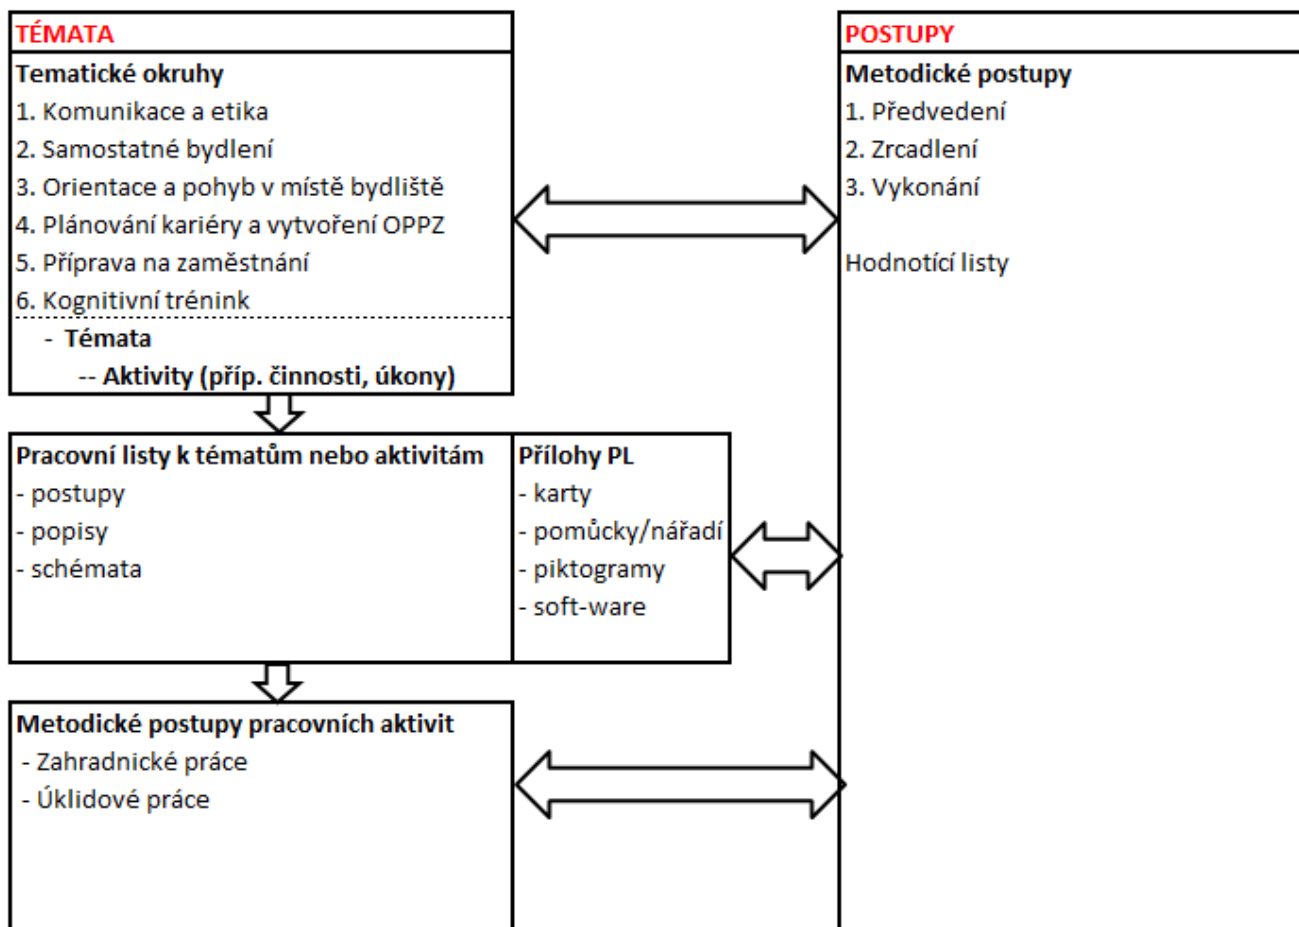 TÉMATA
Tematické okruhy
1. Komunikace a etika
2. Samostatné bydlení
3. Orientace a pohyb v místě bydliště
4. Plánování kariéry a vytvoření OPPZ
5. Příprava na zaměstnání
6. Kognitivní trénink
- Témata
-- Aktivity (příp. činnosti, úkony)
POSTUPY
Metodické postupy
1. Předvedení
2. Zrcadlení
3. Vykonání
Hodnotící listy
Pracovní listy k tématům nebo aktivitám
- postupy
- popisy
- schémata
Přílohy PL
- karty
- pomůcky/nářadí
- piktogramy
- soft-ware
Metodické postupy pracovních aktivit
- Zahradnické práce
- Úklidové práce